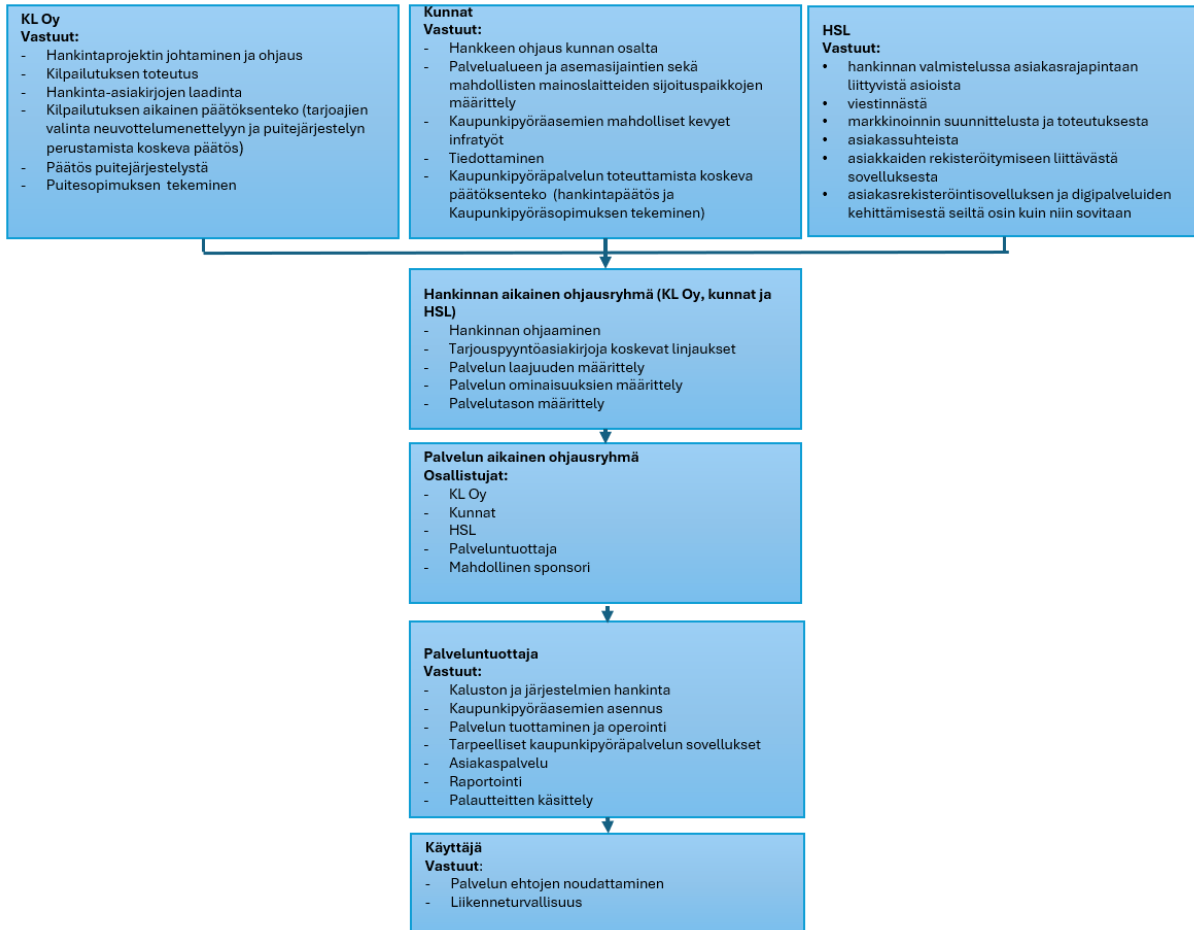 KL Oy
Vastuut:
- Hankintaprojektin johtaminen ja ohjaus
- Kilpailutuksen toteutus
- Hankinta-asiakirjojen laadinta
- Kilpailutuksen aikainen päätöksenteko (tarjoajien
valinta neuvottelumenettelyyn ja puitejärjestelyn
perustamista koskeva päätös)
- Päätös puitejärjestelystä
- Puitesopimuksen tekeminen
Kunnat
Vastuut:
- Hankkeen ohjaus kunnan osalta
- Palvelualueen ja asemasijaintien sekä
mahdollisten mainoslaitteiden sijoituspaikkojen
määrittely
- Kaupunkipyöräasemien mahdolliset kevyet
infratyöt
- Tiedottaminen
- Kaupunkipyöräpalvelun toteuttamista koskeva
päätöksenteko (hankintapäätös ja
Kaupunkipyöräsopimuksen tekeminen)
HSL
Vastuut:
• hankinnan valmistelussa asiakasrajapintaan
liittyvistä asioista
• viestinnästä
• markkinoinnin suunnittelusta ja toteutuksesta
• asiakassuhteista
• asiakkaiden rekisteröitymiseen liittävästä
sovelluksesta
• asiakasrekisteröintisovelluksen ja digipalveluiden
kehittämisestä seiltä osin kuin niin sovitaan
Hankinnan aikainen ohjausryhmä (KL Oy, kunnat ja
HSL)
- Hankinnan ohjaaminen
- Tarjouspyyntöasiakirjoja koskevat linjaukset
- Palvelun laajuuden määrittely
- Palvelun ominaisuuksien määrittely
- Palvelutason määrittely
Palvelun aikainen ohjausryhmä
Osallistujat:
- KL Oy
- Kunnat
- HSL
- Palveluntuottaja
- Mahdollinen sponsori
Palveluntuottaja
Vastuut:
- Kaluston ja järjestelmien hankinta
- Kaupunkipyöräasemien asennus
- Palvelun tuottaminen ja operointi
- Tarpeelliset kaupunkipyöräpalvelun sovellukset
- Asiakaspalvelu
- Raportointi
- Palautteitten käsittely
Käyttäjä
Vastuut:
- Palvelun ehtojen noudattaminen
- Liikenneturvallisuus